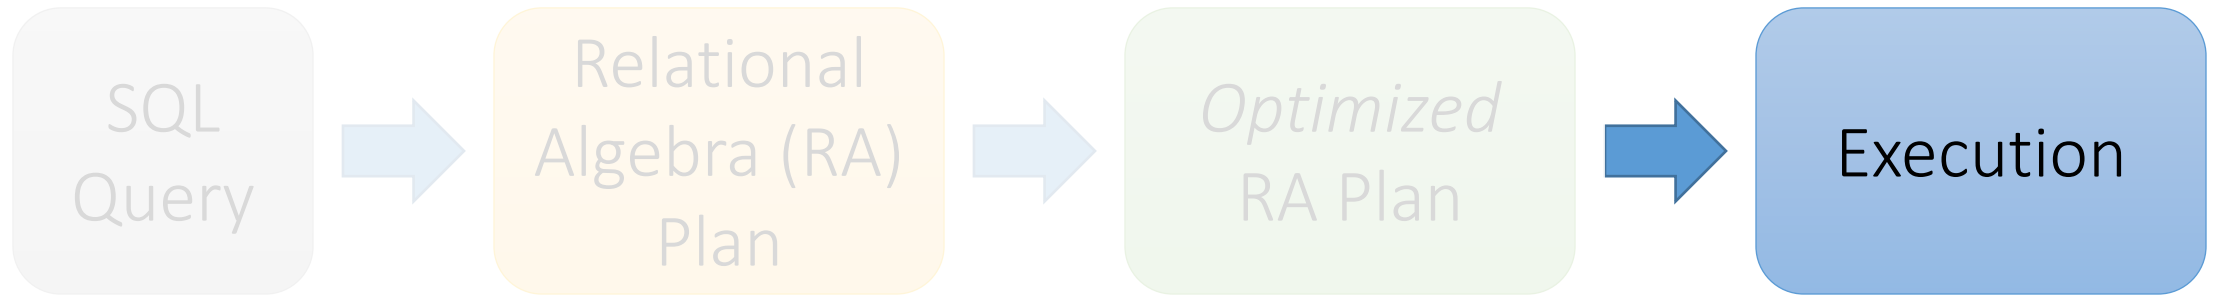 SQL
Query
Relational
Algebra (RA)
Plan
Optimized
RA Plan
Execution